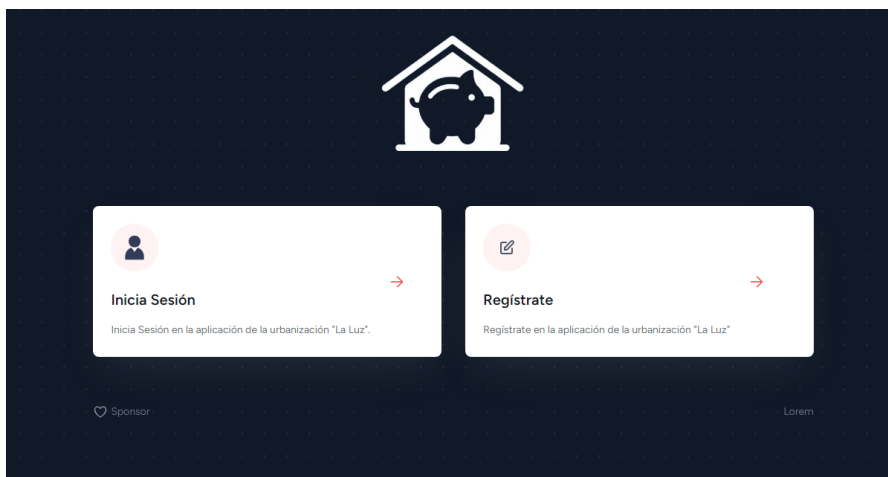 Inicia Sesión
Inicia Sesión en la aplicación de la urbanización "La Luz".
Regístrate
Regístrate en la aplicación de la urbanización "La Luz"
Sponsor
Lorem